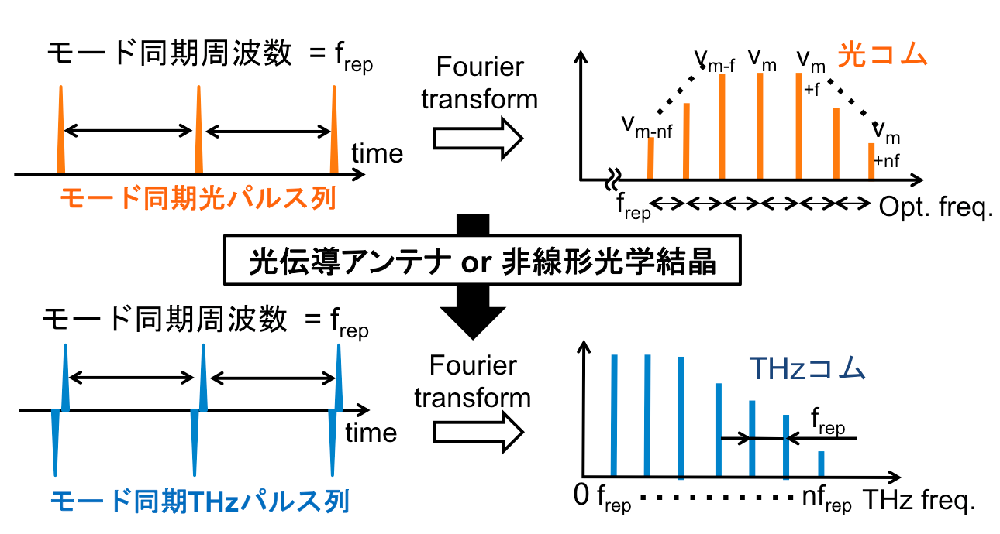 モード同期周波数 = frep
time
モード同期光パルス列
Fourier
transform
光コム
νm-nf
νm-f
νm
νm
+f
νm
+nf
frep
Opt. freq.
光伝導アンテナ or 非線形光学結晶
モード同期周波数 = frep
time
モード同期THzパルス列
Fourier
transform
THzコム
frep
0 frep ･････････ nfrep THz freq.